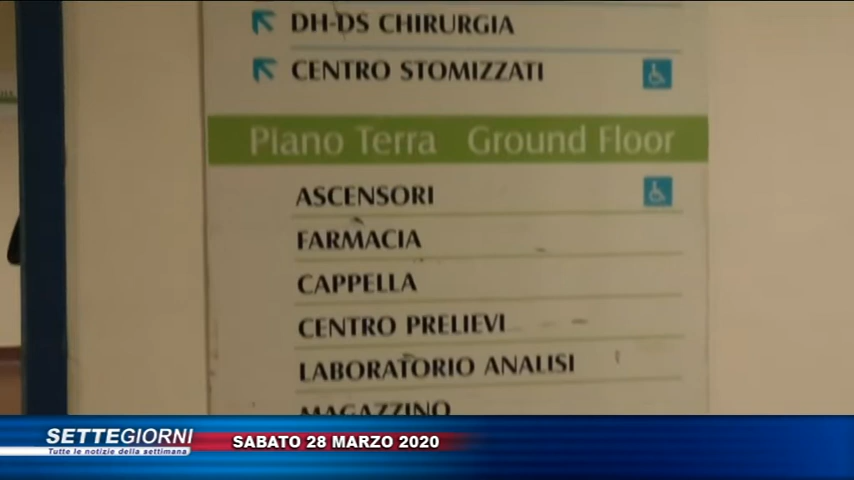 DH-DS CHIRURGIA
CENTRO STOMIZZATI
Piano Terra Ground Floor
ASCENSORI
FARMACIA
CAPPELLA
CENTRO PRELIEVI
LABORATORIO ANALISI
MAGAZZINO
SETTEGIORNI
Tutte le notizie della settimana
SABATO 28 MARZO 2020